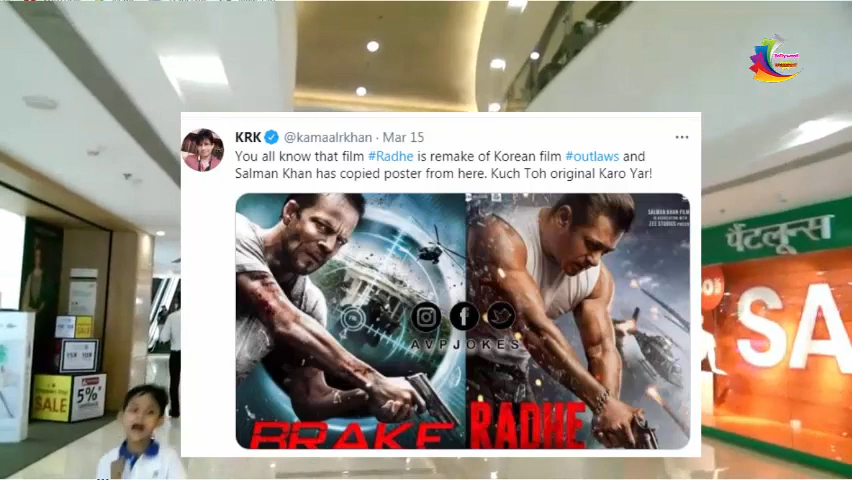 KRK @kamaalrkhan · Mar 15
You all know that film #Radhe is remake of Korean film #outlaws and
Salman Khan has copied poster from here. Kuch Toh original Karo Yar!
SALMAN KHAN FILMS
ZEE STUDIOS
AVPJOKES
BRAKE
RADHE
पॅंटलून्स
SA
SALE
5%